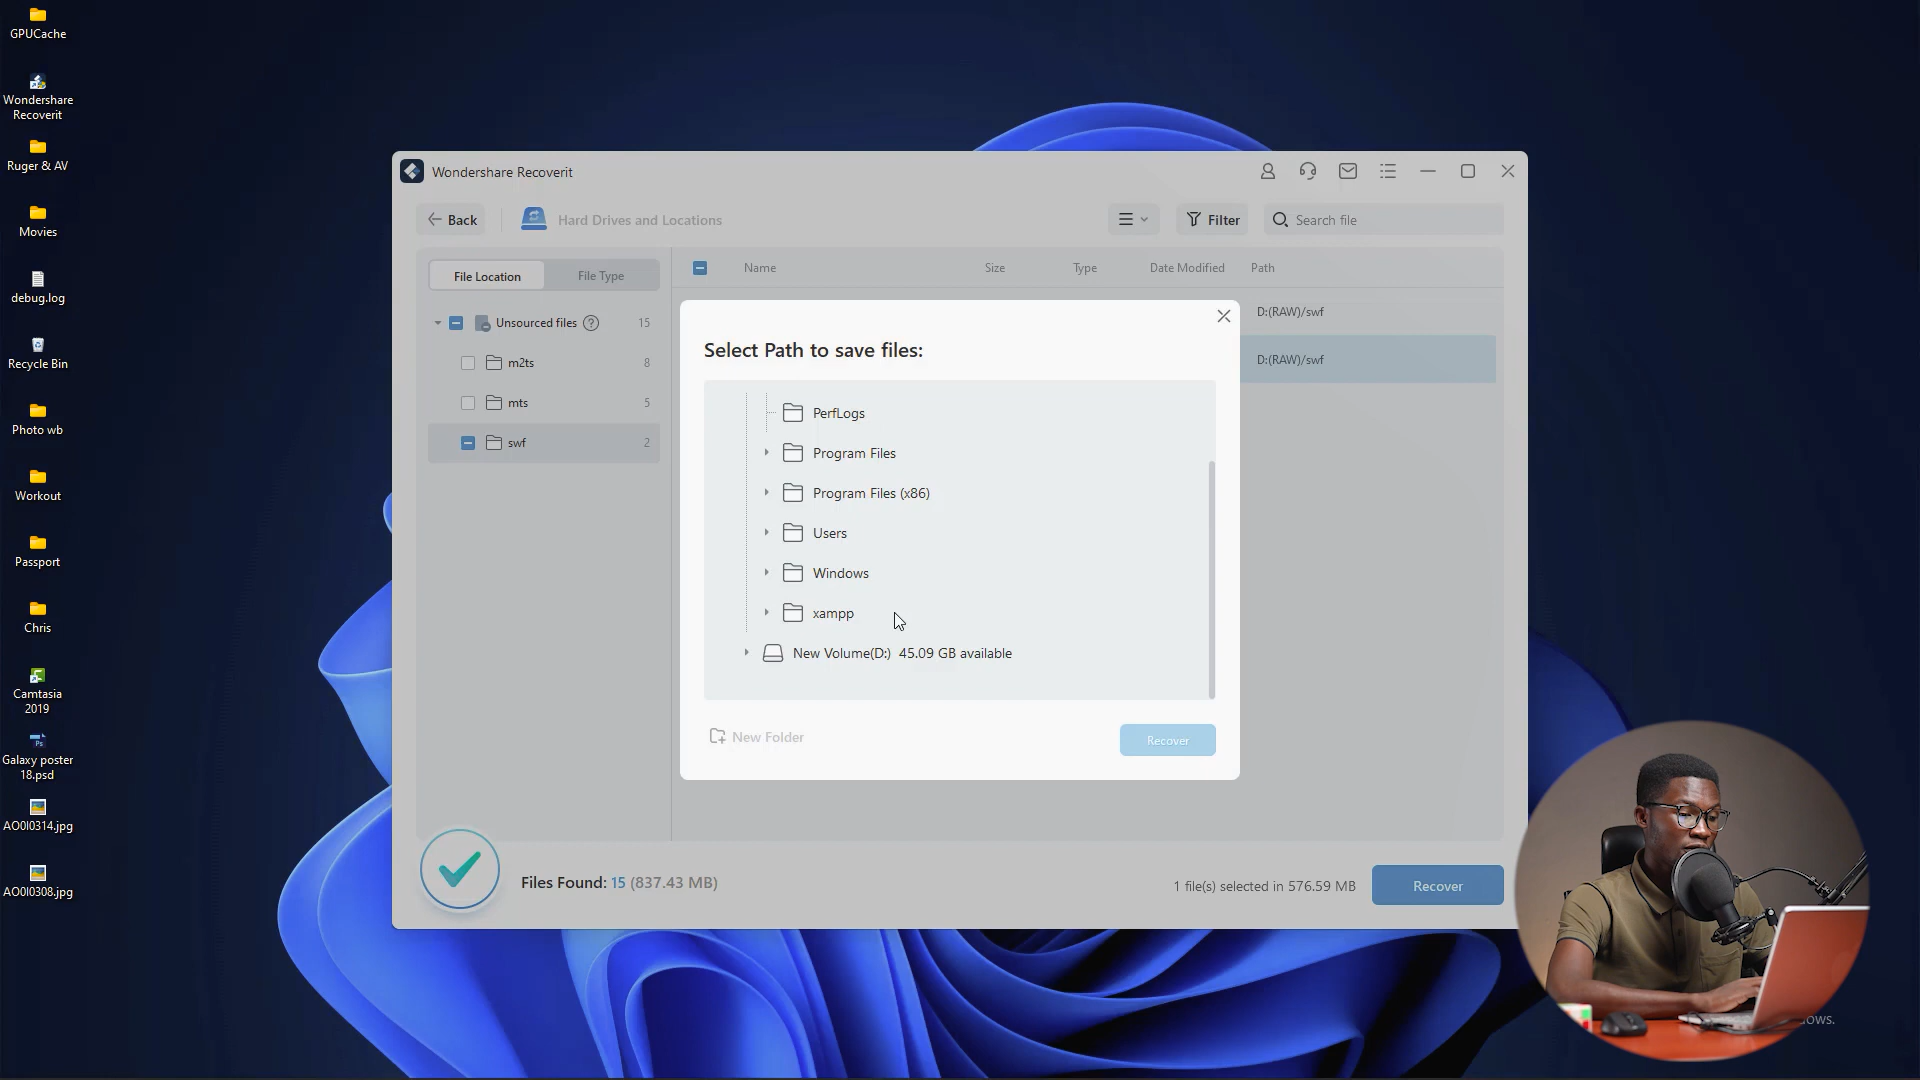 GPUCache
Wondershare
Recoverit
Ruger & AV
Movies
debug.log
Recycle Bin
Photo wb
Workout
Passport
Chris
Camtasia
2019
Ps
Galaxy poster
18.psd
AO0I0314.jpg
AO0I0308.jpg
Wondershare Recoverit
Back
Hard Drives and Locations
Filter
Search file
File Location
File Type
Unsourced files ? 15
m2ts 8
mts 5
swf 2
Name Size Type Date Modified Path
D:(RAW)/swf
D:(RAW)/swf
Select Path to save files:
PerfLogs
Program Files
Program Files (x86)
Users
Windows
xampp
New Volume(D:) 45.09 GB available
New Folder
Recover
Files Found: 15 (837.43 MB)
1 file(s) selected in 576.59 MB
Recover